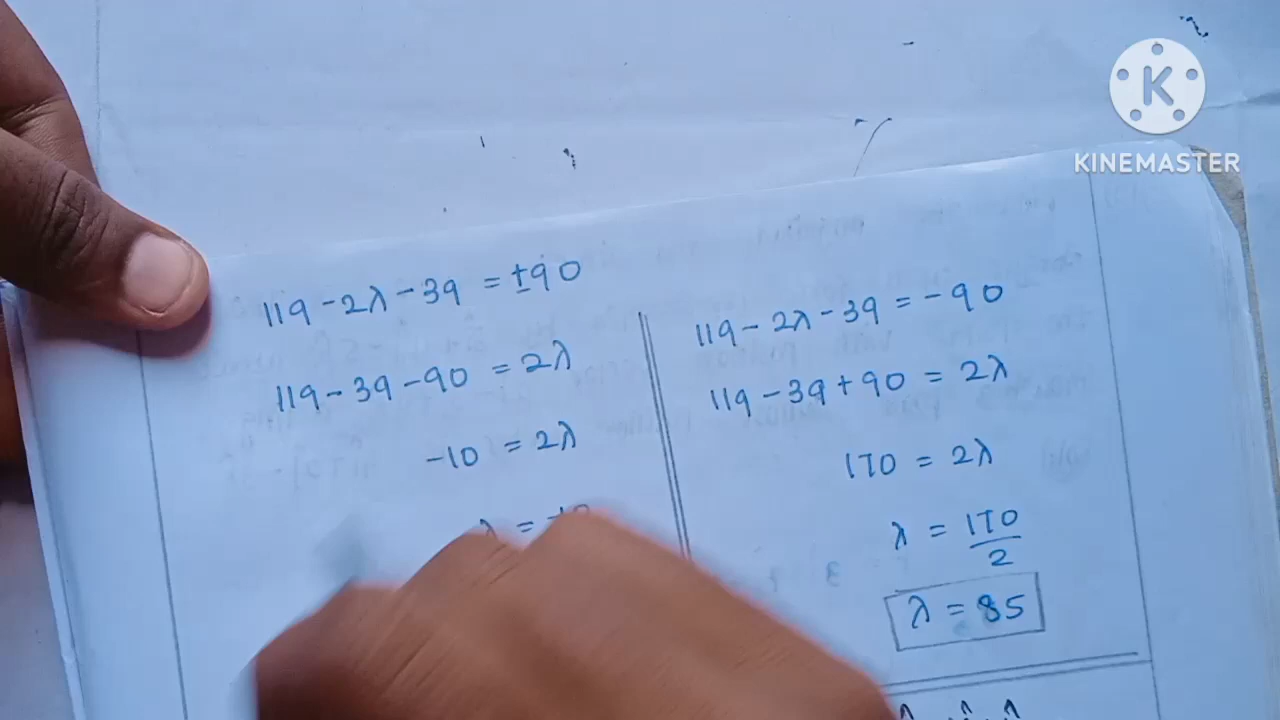 KINEMASTER
119 - 2λ - 39 = ±90
119 - 39 - 90 = 2λ
-10 = 2λ
119 - 2λ - 39 = -90
119 - 39 + 90 = 2λ
170 = 2λ
λ = 170/2
λ = 85